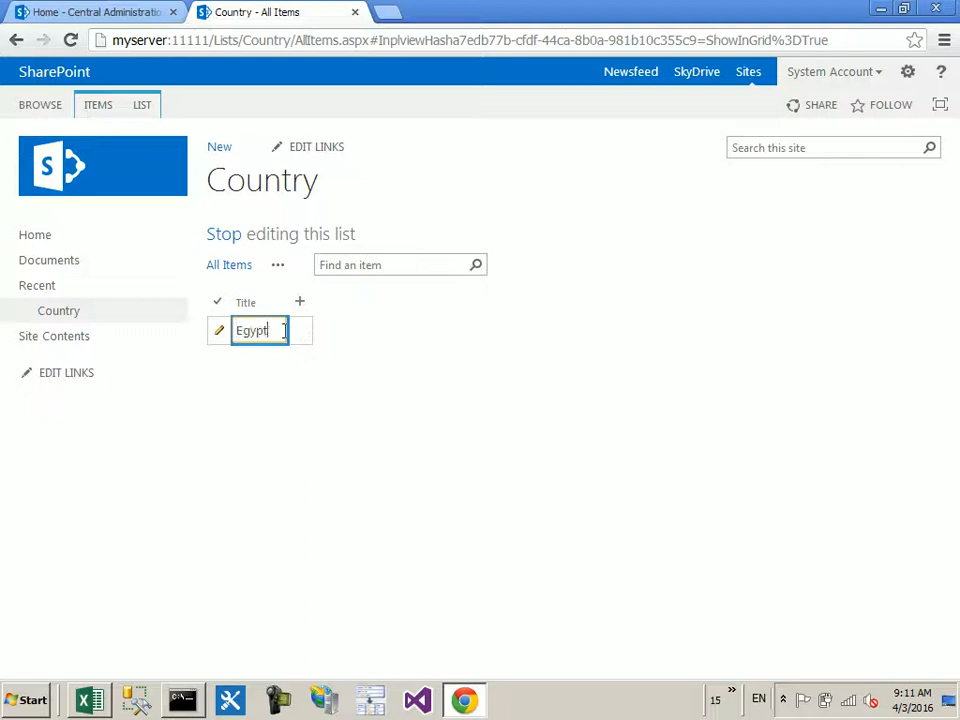 Home - Central Administratio
Country - All Items
myserver:11111/Lists/Country/AllItems.aspx#InplviewHasha7edb77b-cfdf-44ca-8b0a-981b10c355c9=ShowInGrid%3DTrue
SharePoint
Newsfeed SkyDrive Sites System Account ?
BROWSE ITEMS LIST
SHARE FOLLOW
S
New EDIT LINKS
Search this site
Country
Home
Documents
Recent
Country
Site Contents
EDIT LINKS
Stop editing this list
All Items ••• Find an item
Title +
Egypt
Start
15 EN
9:11 AM
4/3/2016